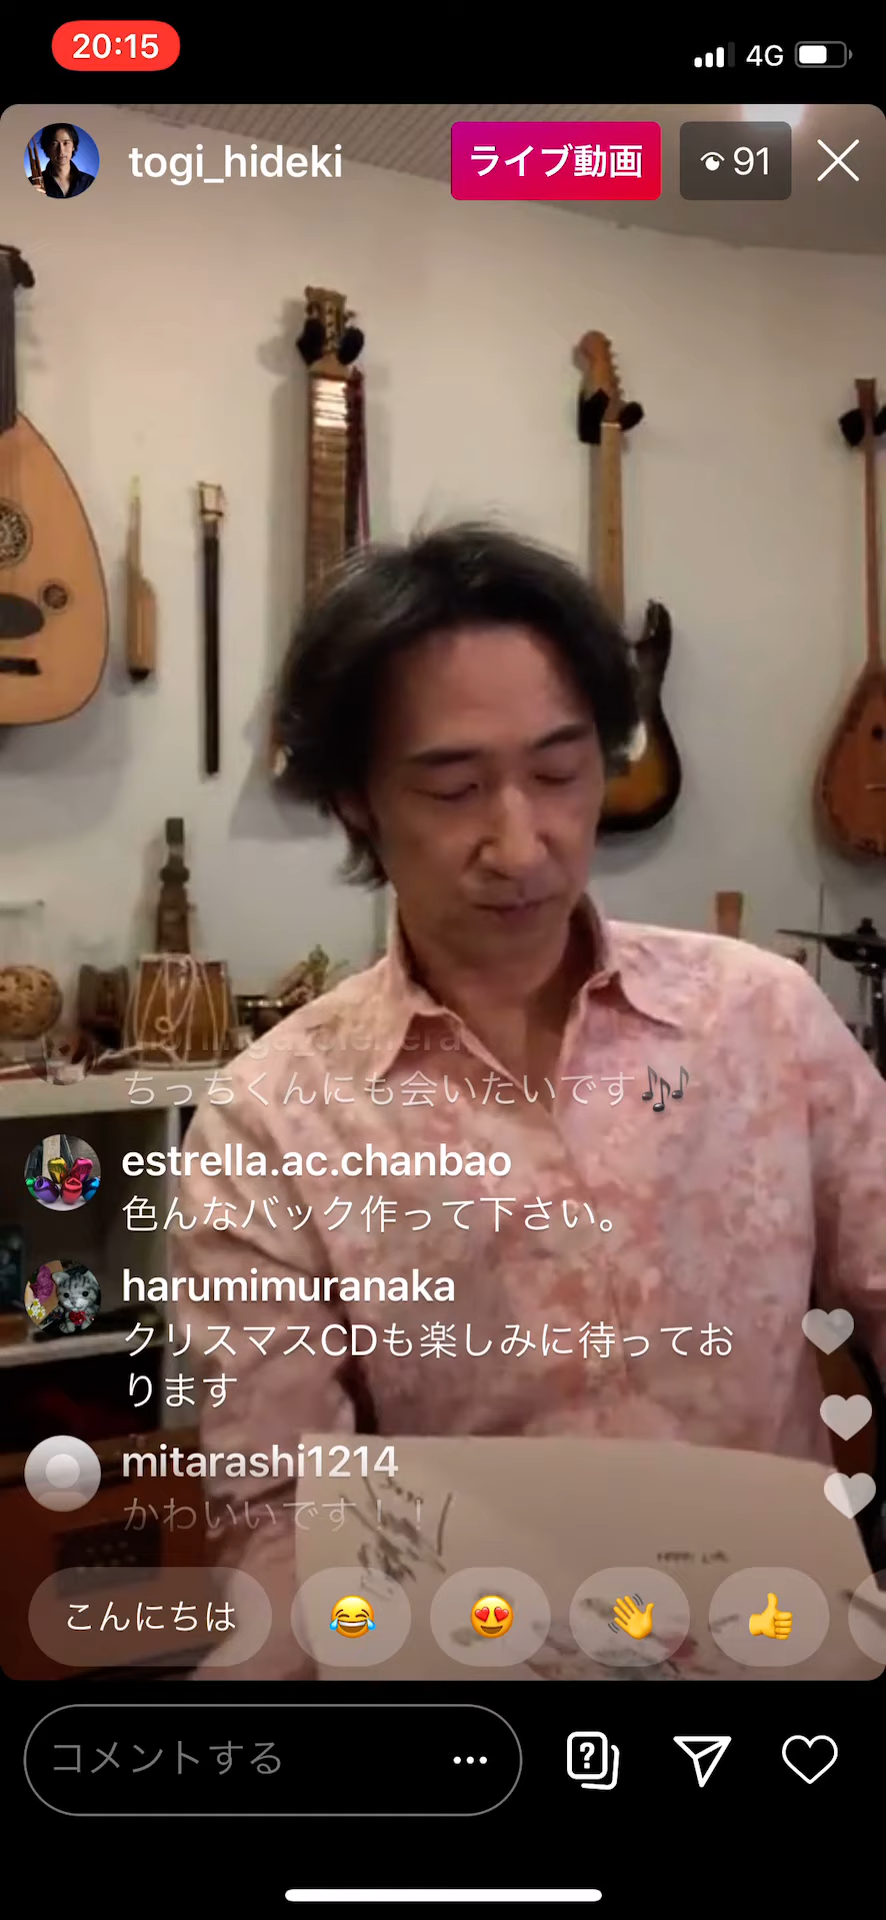 20:15
4G
togi_hideki
ライブ動画
91
ちっちくんにも会いたいです🎶
estrella.ac.chanbao
色んなバック作って下さい。
harumimuranaka
クリスマスCDも楽しみに待ってお
ります
mitarashi1214
かわいいです！！
こんにちは
コメントする